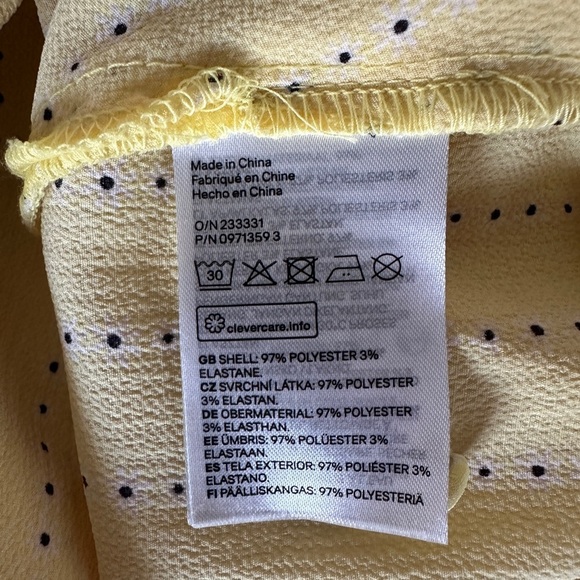 Made in China
Fabriqué en Chine
Hecho en China
O/N 233331
P/N 0971359 3
30
clevercare.info
GB SHELL: 97% POLYESTER 3%
ELASTANE.
CZ SVRCHNÍ LÁTKA: 97% POLYESTER
3% ELASTAN.
DE OBERMATERIAL: 97% POLYESTER
3% ELASTHAN.
EE ÜMBRIS: 97% POLÜESTER 3%
ELASTAAN.
ES TELA EXTERIOR: 97% POLIÉSTER 3%
ELASTANO.
FI PÄÄLLISKANGAS: 97% POLYESTERIÄ